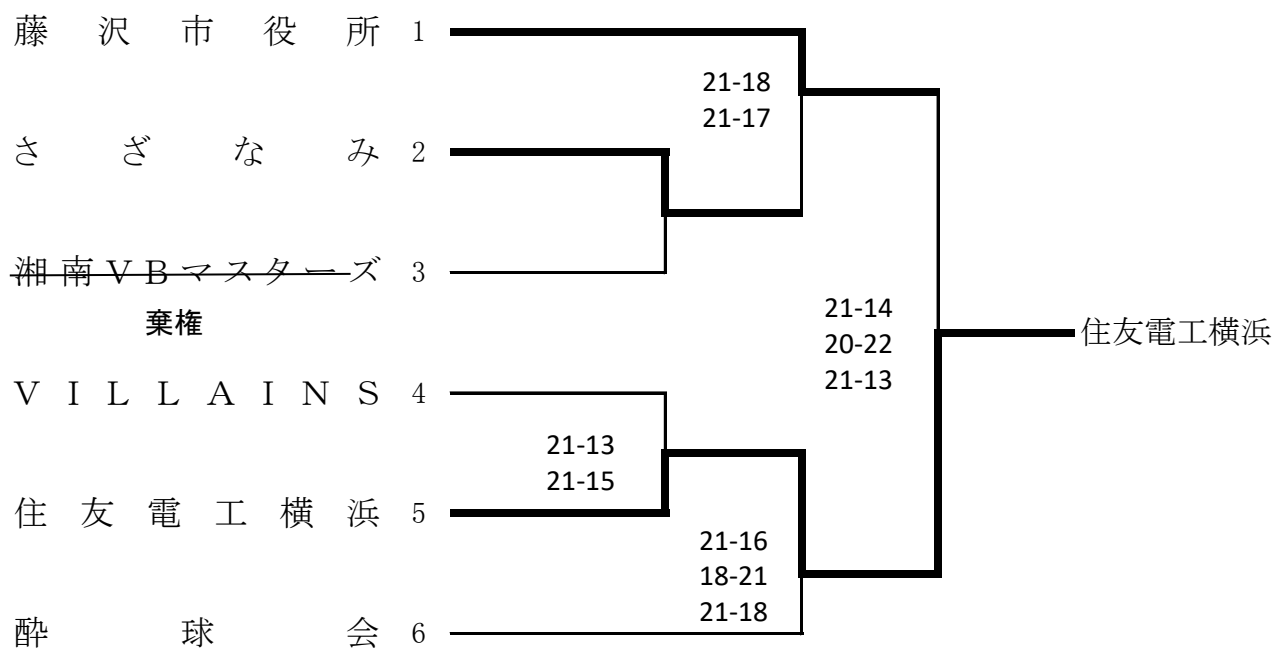 藤沢市役所 1
21-18
21-17
さざなみ 2
湘南VBマスターズ 3
棄権
21-14
20-22
21-13
住友電工横浜
VILLAINS 4
21-13
21-15
住友電工横浜 5
21-16
18-21
21-18
酔球会 6